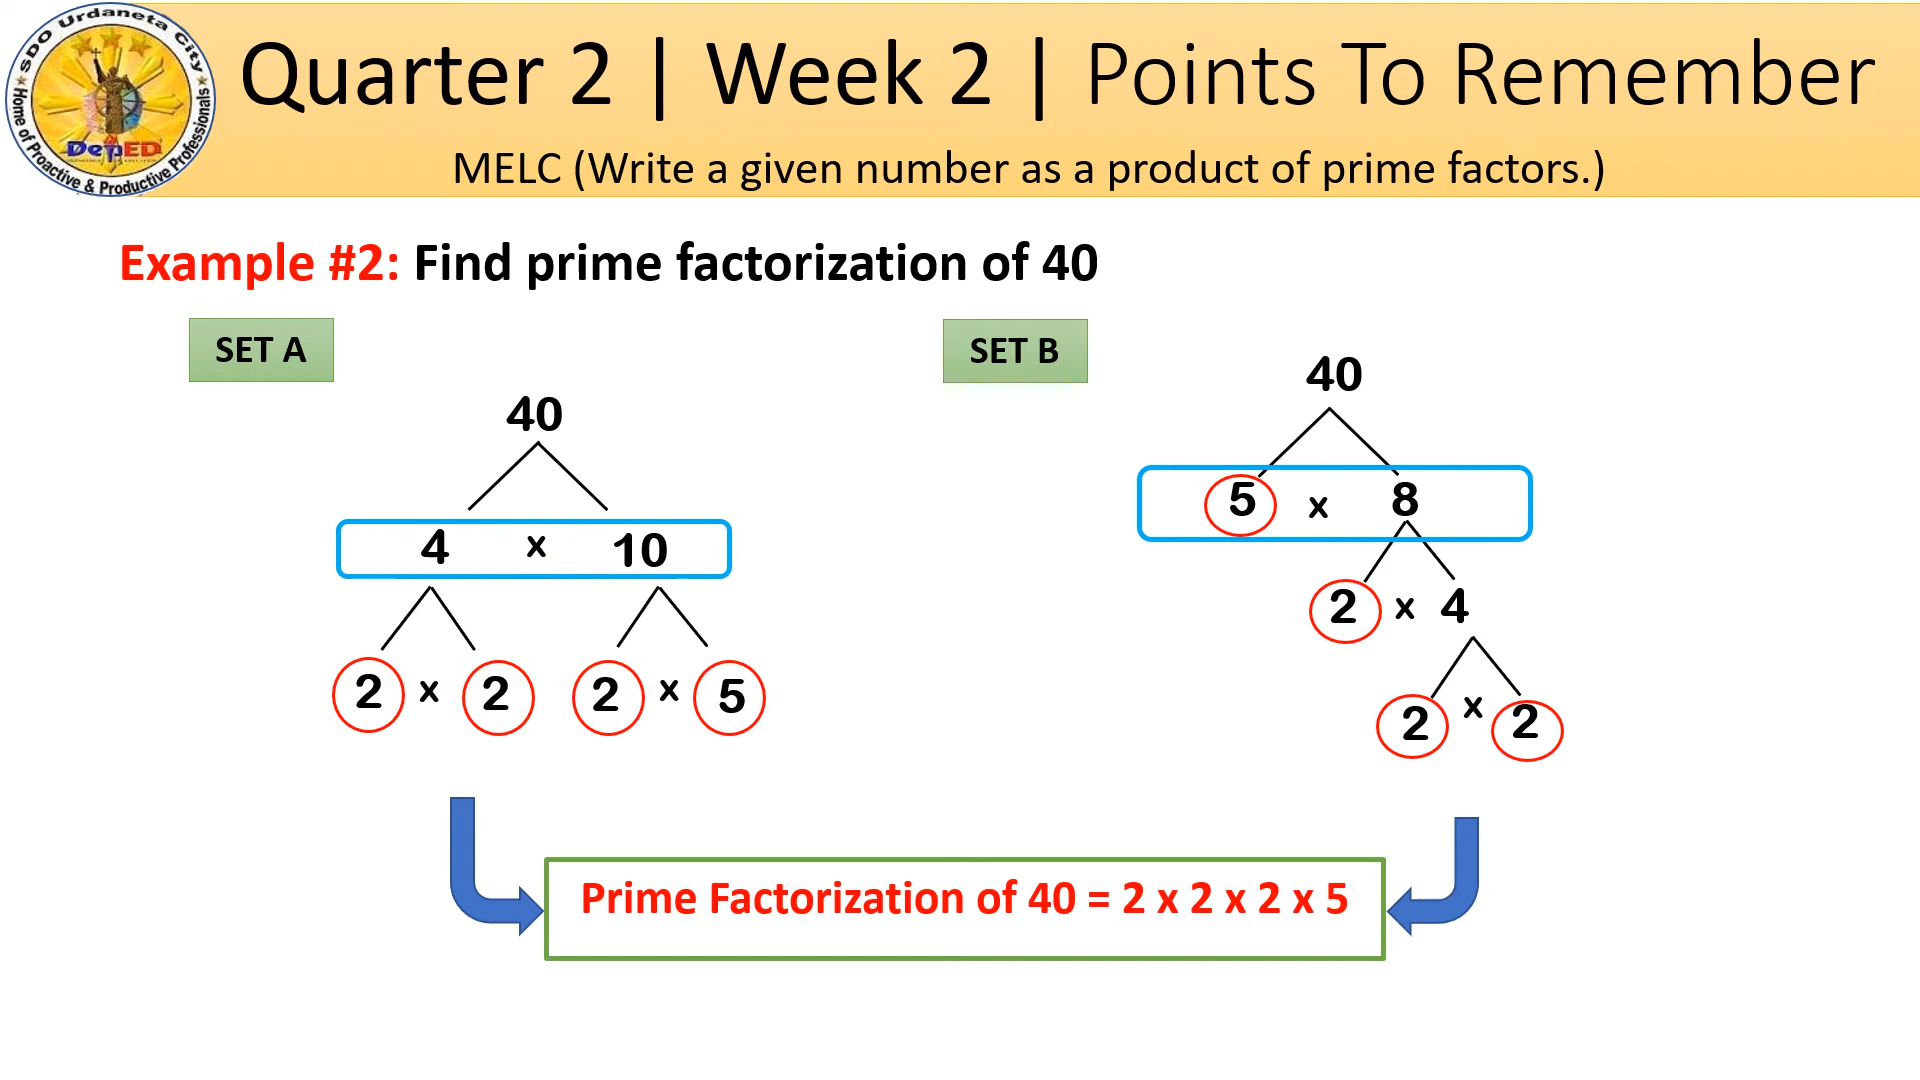 SDO Urdaneta City
Home of Proactive & Productive Professionals
DepED
Quarter 2 | Week 2 | Points To Remember
MELC (Write a given number as a product of prime factors.)
Example #2: Find prime factorization of 40
SET A
40
4 x 10
2 x 2 2 x 5
SET B
40
5 x 8
2 x 4
2 x 2
Prime Factorization of 40 = 2 x 2 x 2 x 5